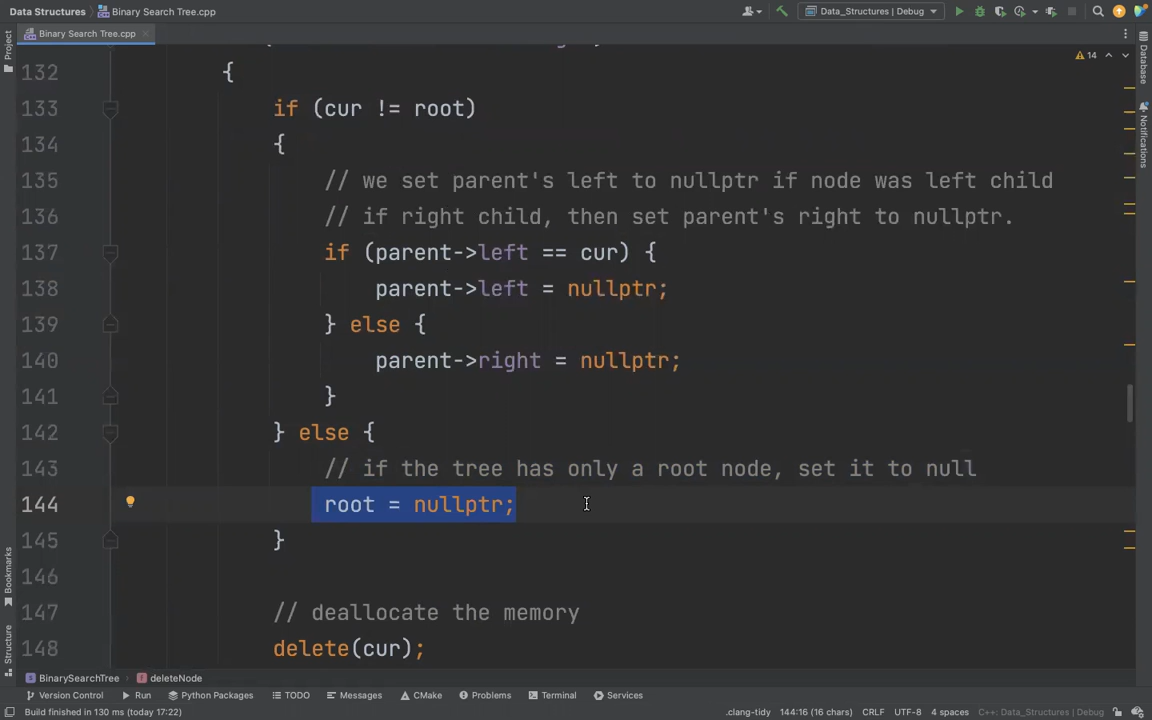 Data Structures Binary Search Tree.cpp Data_Structures | Debug
Binary Search Tree.cpp
Project
Database
Notifications
14
132 {
133 if (cur != root)
134 {
135 // we set parent's left to nullptr if node was left child
136 // if right child, then set parent's right to nullptr.
137 if (parent->left == cur) {
138 parent->left = nullptr;
139 } else {
140 parent->right = nullptr;
141 }
142 } else {
143 // if the tree has only a root node, set it to null
144 root = nullptr;
145 }
146
147 // deallocate the memory
148 delete(cur);
Bookmarks
Structure
BinarySearchTree deleteNode
Version Control Run Python Packages TODO Messages CMake Problems Terminal Services
Build finished in 130 ms (today 17:22) .clang-tidy 144:16 (16 chars) CRLF UTF-8 4 spaces C++: Data_Structures | Debug